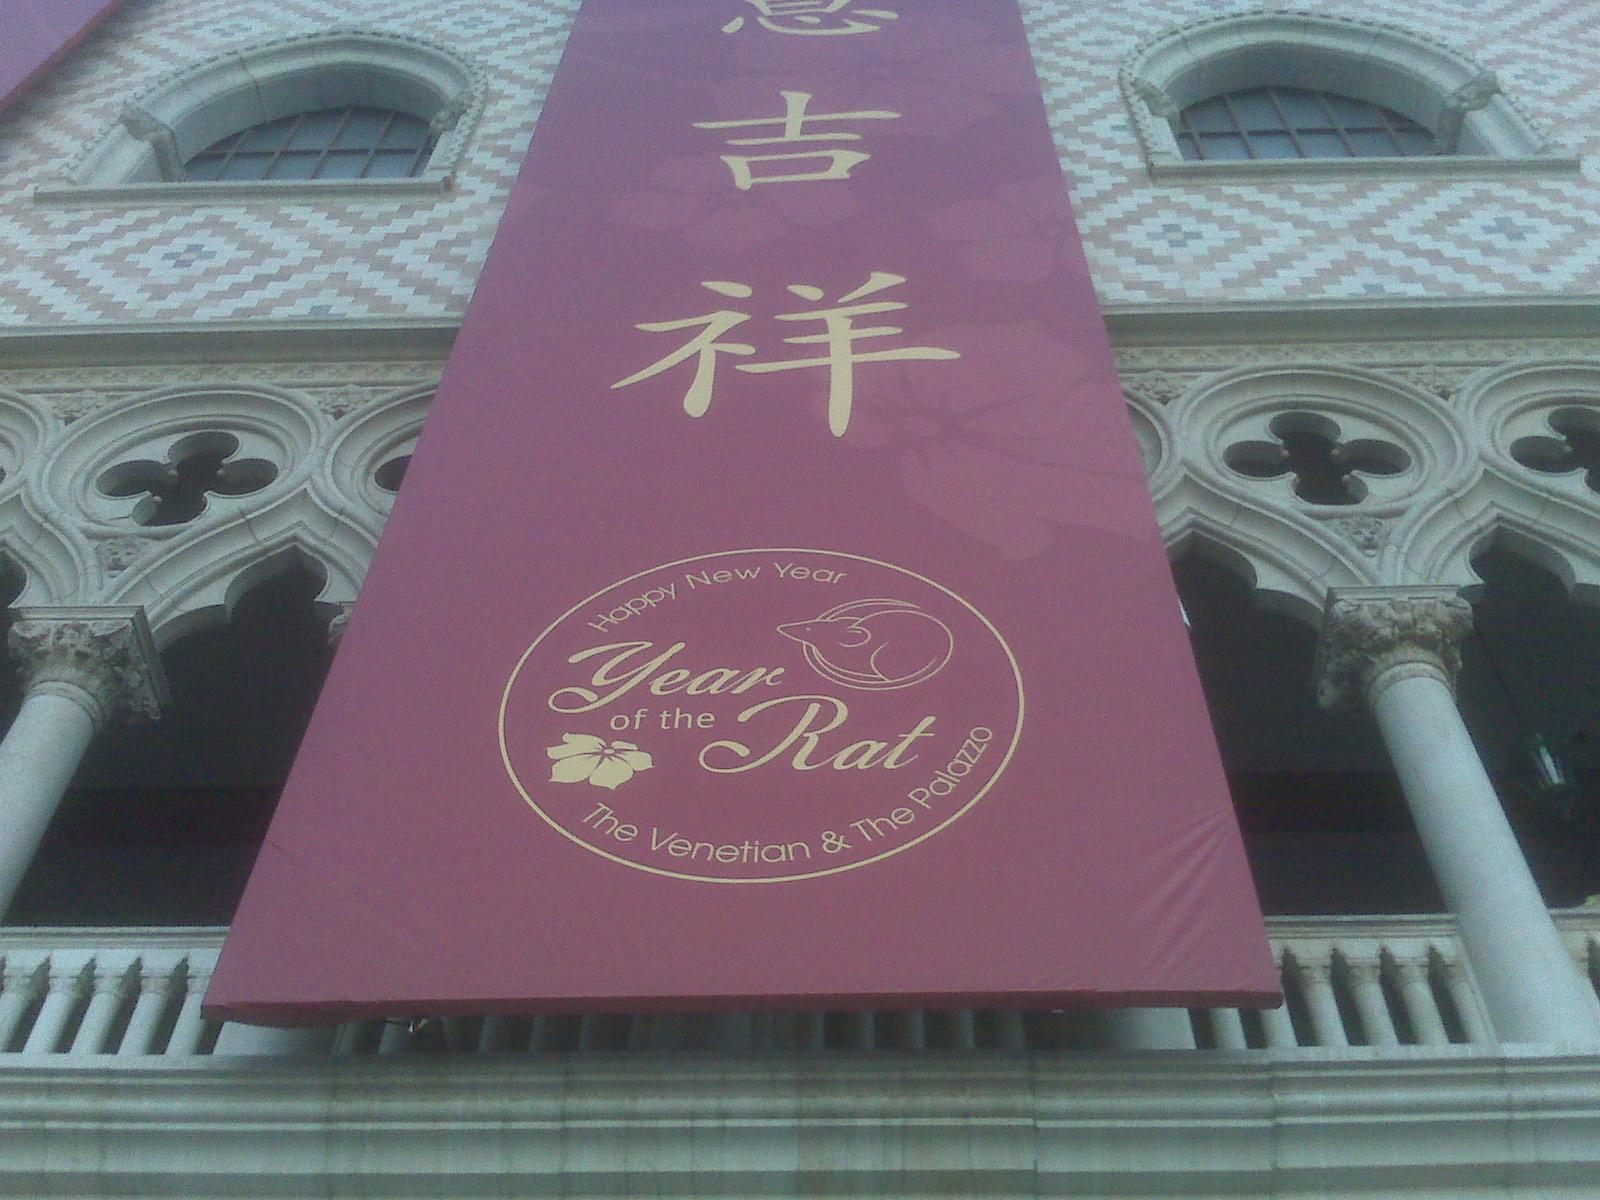 吉
祥
Happy New Year
Year
of the
Rat
The Venetian & The Palazzo